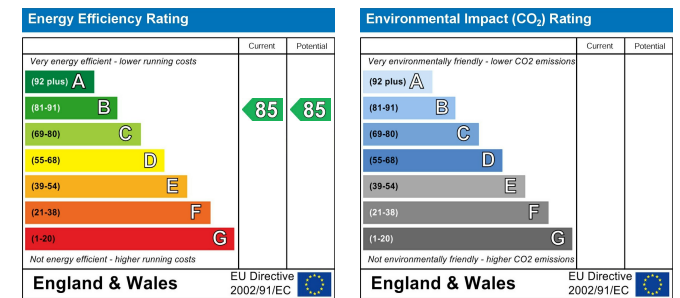 Energy Efficiency Rating
Current Potential
Very energy efficient - lower running costs
(92 plus) A
(81-91) B
85 85
(69-80) C
(55-68) D
(39-54) E
(21-38) F
(1-20) G
Not energy efficient - higher running costs
England & Wales
EU Directive
2002/91/EC
Environmental Impact (CO2) Rating
Current Potential
Very environmentally friendly - lower CO2 emissions
(92 plus) A
(81-91) B
(69-80) C
(55-68) D
(39-54) E
(21-38) F
(1-20) G
Not environmentally friendly - higher CO2 emissions
England & Wales
EU Directive
2002/91/EC